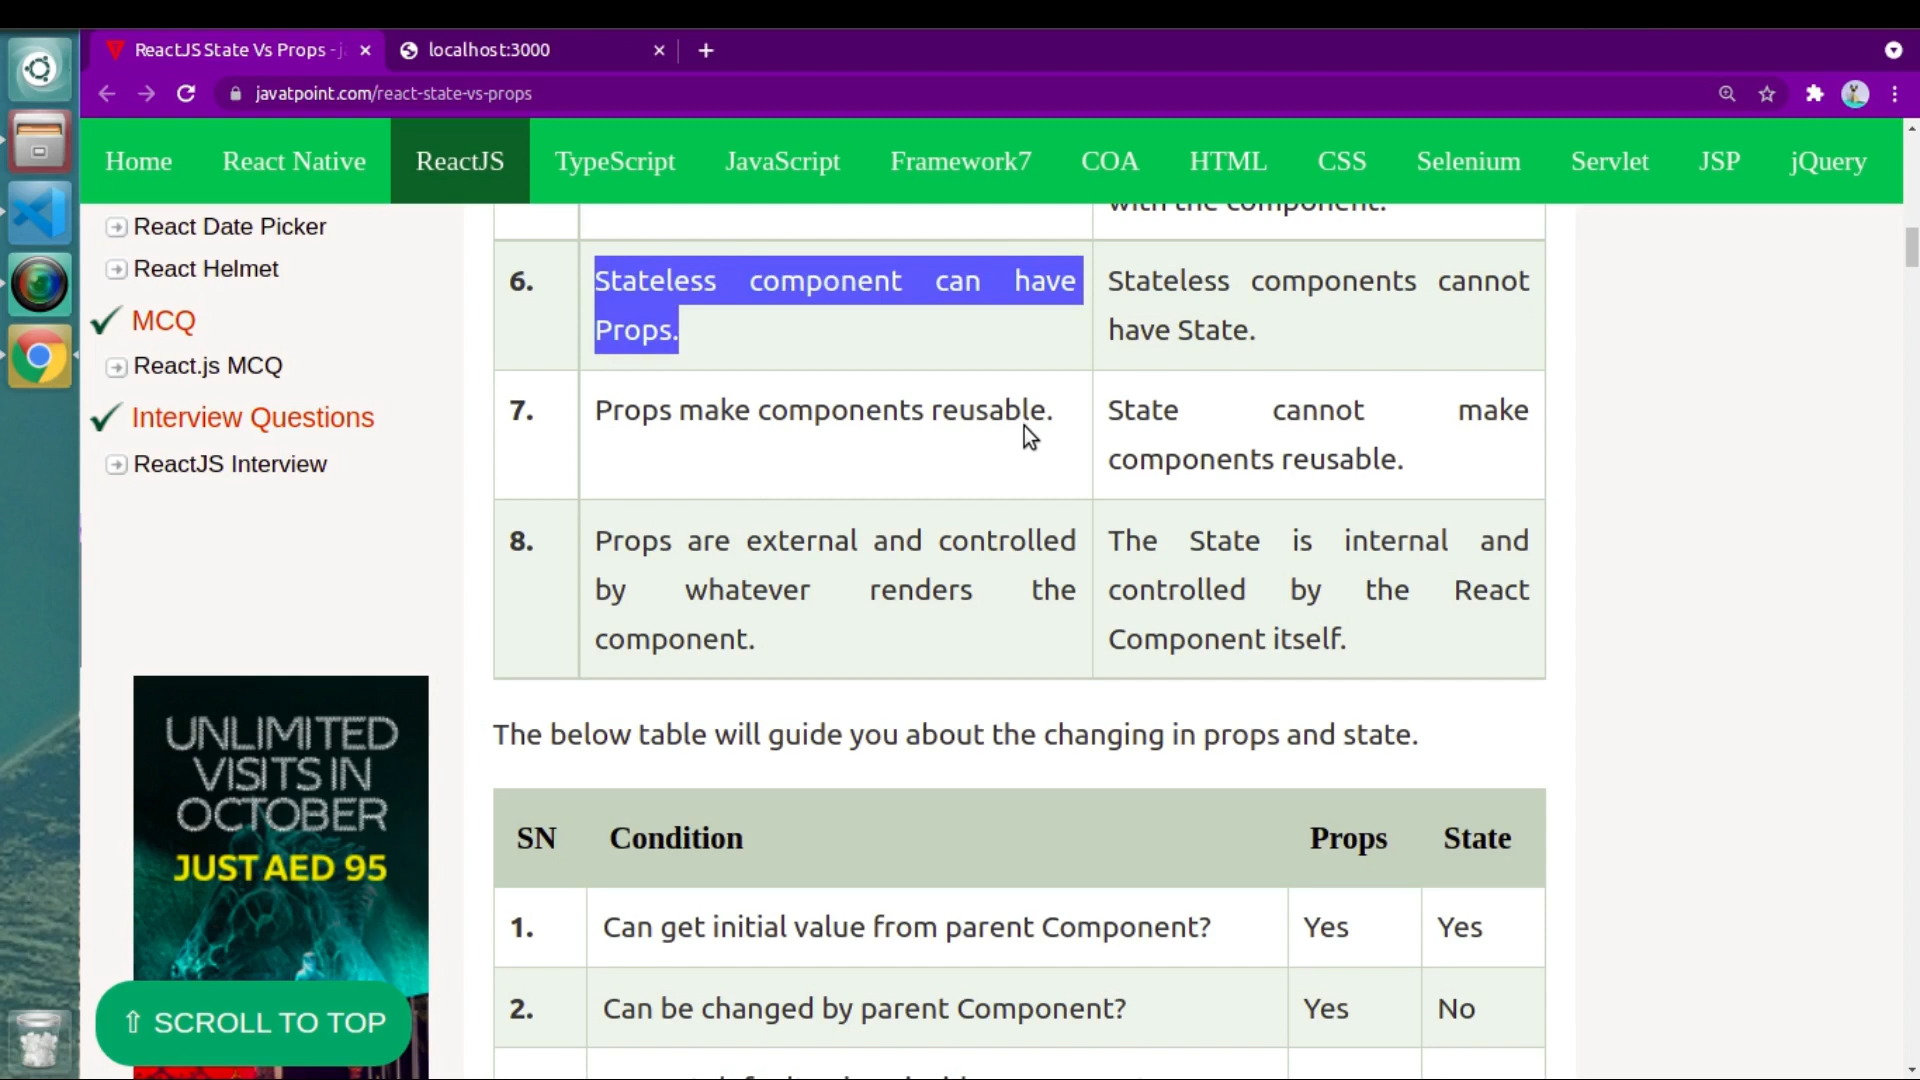 ReactJS State Vs Props - j
localhost:3000
javatpoint.com/react-state-vs-props
Home React Native ReactJS TypeScript JavaScript Framework7 COA HTML CSS Selenium Servlet JSP jQuery
React Date Picker
React Helmet
MCQ
React.js MCQ
Interview Questions
ReactJS Interview
UNLIMITED
VISITS IN
OCTOBER
JUST AED 95
⇧ SCROLL TO TOP
with the component.
6. Stateless component can have
Props.
Stateless components cannot
have State.
7. Props make components reusable.
State cannot make
components reusable.
8. Props are external and controlled
by whatever renders the
component.
The State is internal and
controlled by the React
Component itself.
The below table will guide you about the changing in props and state.
SN Condition Props State
1. Can get initial value from parent Component? Yes Yes
2. Can be changed by parent Component? Yes No